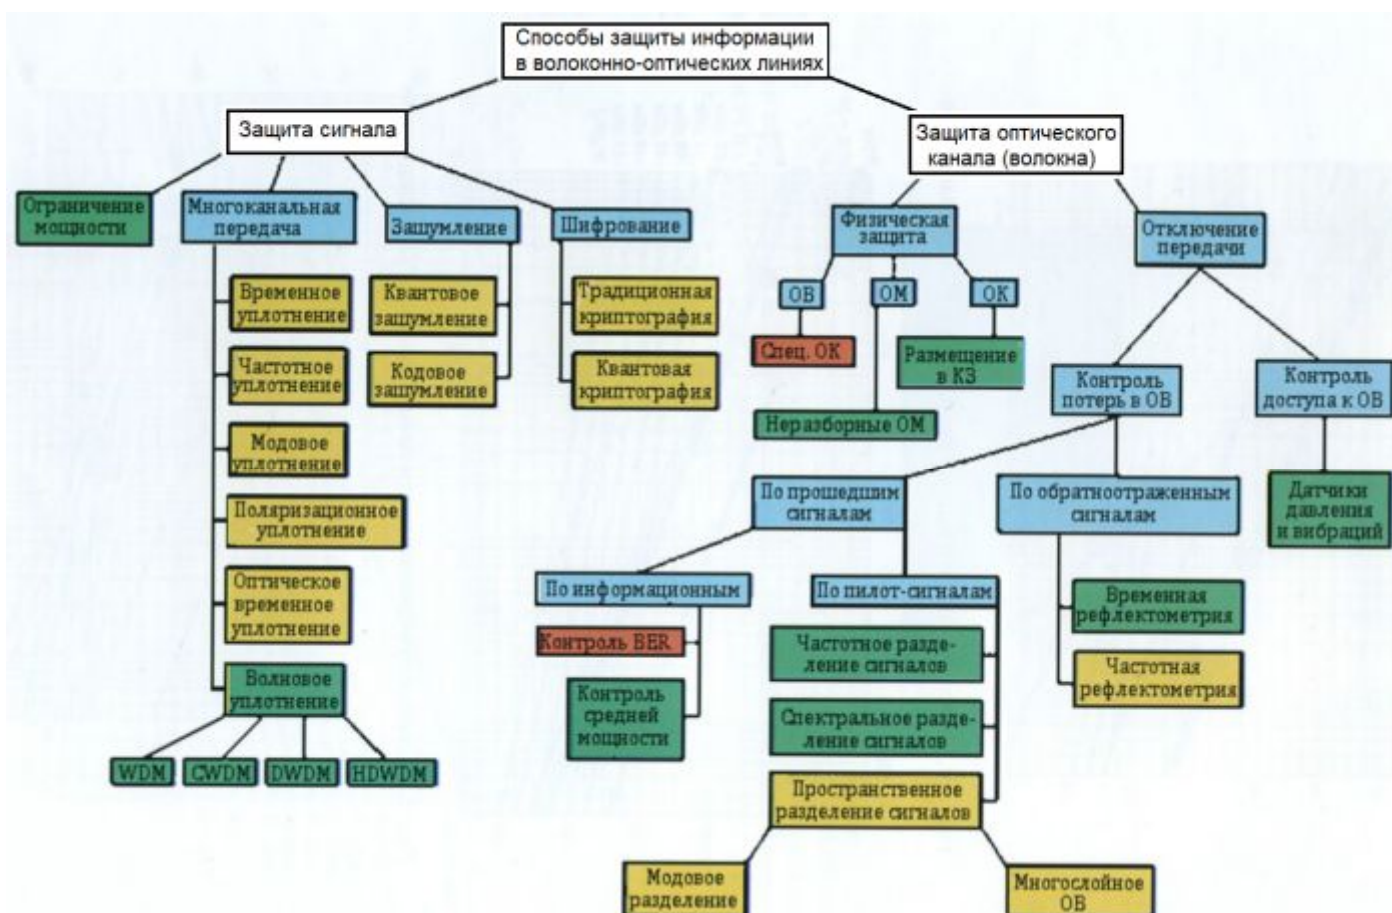 Способы защиты информации
в волоконно-оптических линиях
Защита сигнала
Защита оптического
канала (волокна)
Ограничение
мощности
Многоканальная
передача
Зашумление
Шифрование
Физическая
защита
Отключение
передачи
Временное
уплотнение
Частотное
уплотнение
Модовое
уплотнение
Поляризационное
уплотнение
Оптическое
временное
уплотнение
Волновое
уплотнение
WDM
CWDM
DWDM
HDWDM
Квантовое
зашумление
Кодовое
зашумление
Традиционная
криптография
Квантовая
криптография
ОВ
ОМ
ОК
Спец. ОК
Неразборные ОМ
Размещение
в КЗ
Контроль
потерь в ОВ
Контроль
доступа к ОВ
По прошедшим
сигналам
По обратноотраженным
сигналам
Датчики
давления
и вибраций
По информационным
По пилот-сигналам
Контроль BER
Контроль
средней
мощности
Частотное разде-
ление сигналов
Спектральное разде-
ление сигналов
Пространственное
разделение сигналов
Модовое
разделение
Многослойное
ОВ
Временная
рефлектометрия
Частотная
рефлектометрия